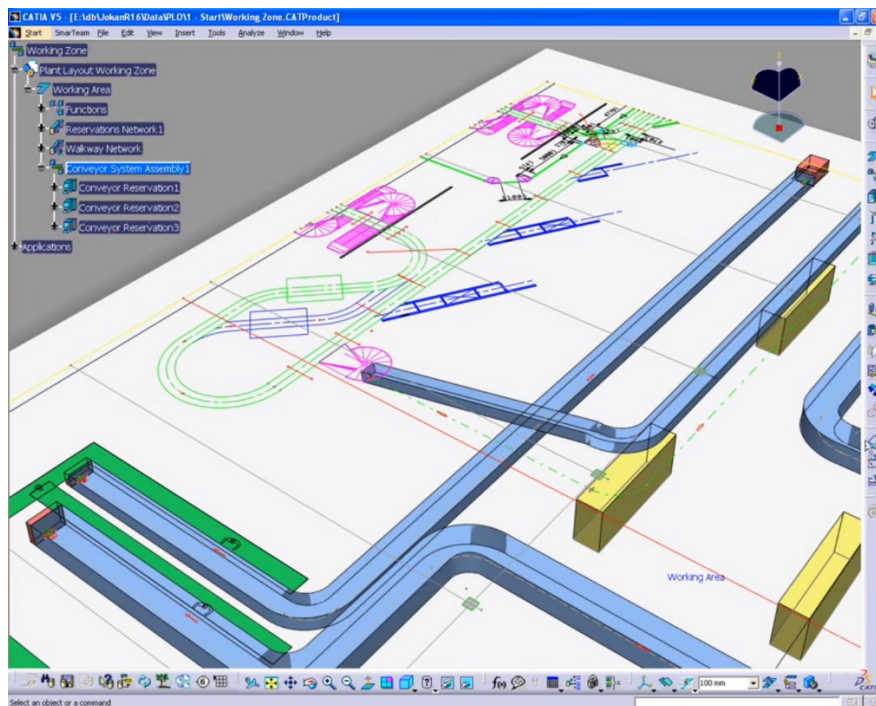 CATIA V5 - [E:\db\JokanR16\Data\PLO\1 - Start\Working Zone.CATProduct]
Start SmarTeam File Edit View Insert Tools Analyze Window Help
Working Zone
Plant Layout Working Zone
Working Area
Functions
Reservations Network1
Walkway Network
Conveyor System Assembly1
Conveyor Reservation1
Conveyor Reservation2
Conveyor Reservation3
Applications
Working Area
f(x)
100 mm
CATIA
Select an object or a command